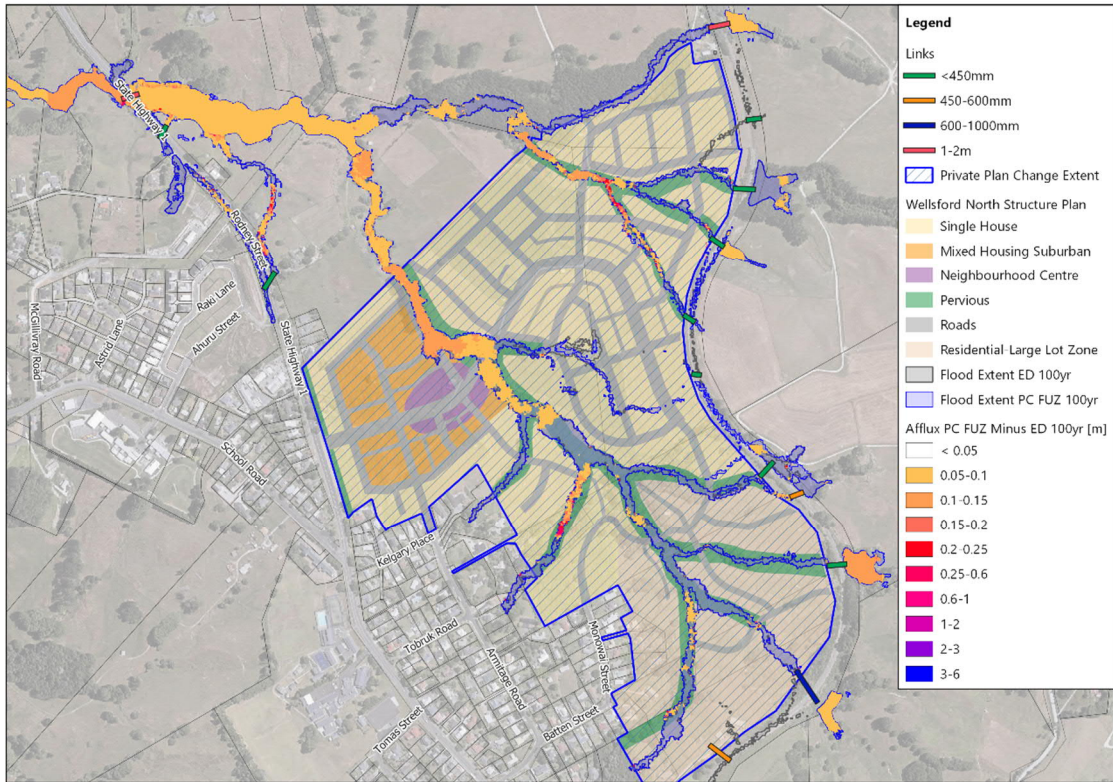 Legend
Links
<450mm
450-600mm
600-1000mm
1-2m
Private Plan Change Extent
Wellsford North Structure Plan
Single House
Mixed Housing Suburban
Neighbourhood Centre
Pervious
Roads
Residential-Large Lot Zone
Flood Extent ED 100yr
Flood Extent PC FUZ 100yr
Afflux PC FUZ Minus ED 100yr [m]
< 0.05
0.05-0.1
0.1-0.15
0.15-0.2
0.2-0.25
0.25-0.6
0.6-1
1-2
2-3
3-6
State Highway 1
Rodney Street
Raki Lane
Ahuru Street
Astrid Lane
McGillivray Road
State Highway 1
School Road
Kelgary Place
Tobruk Road
Armitage Road
Monowai Street
Batten Street
Tomas Street